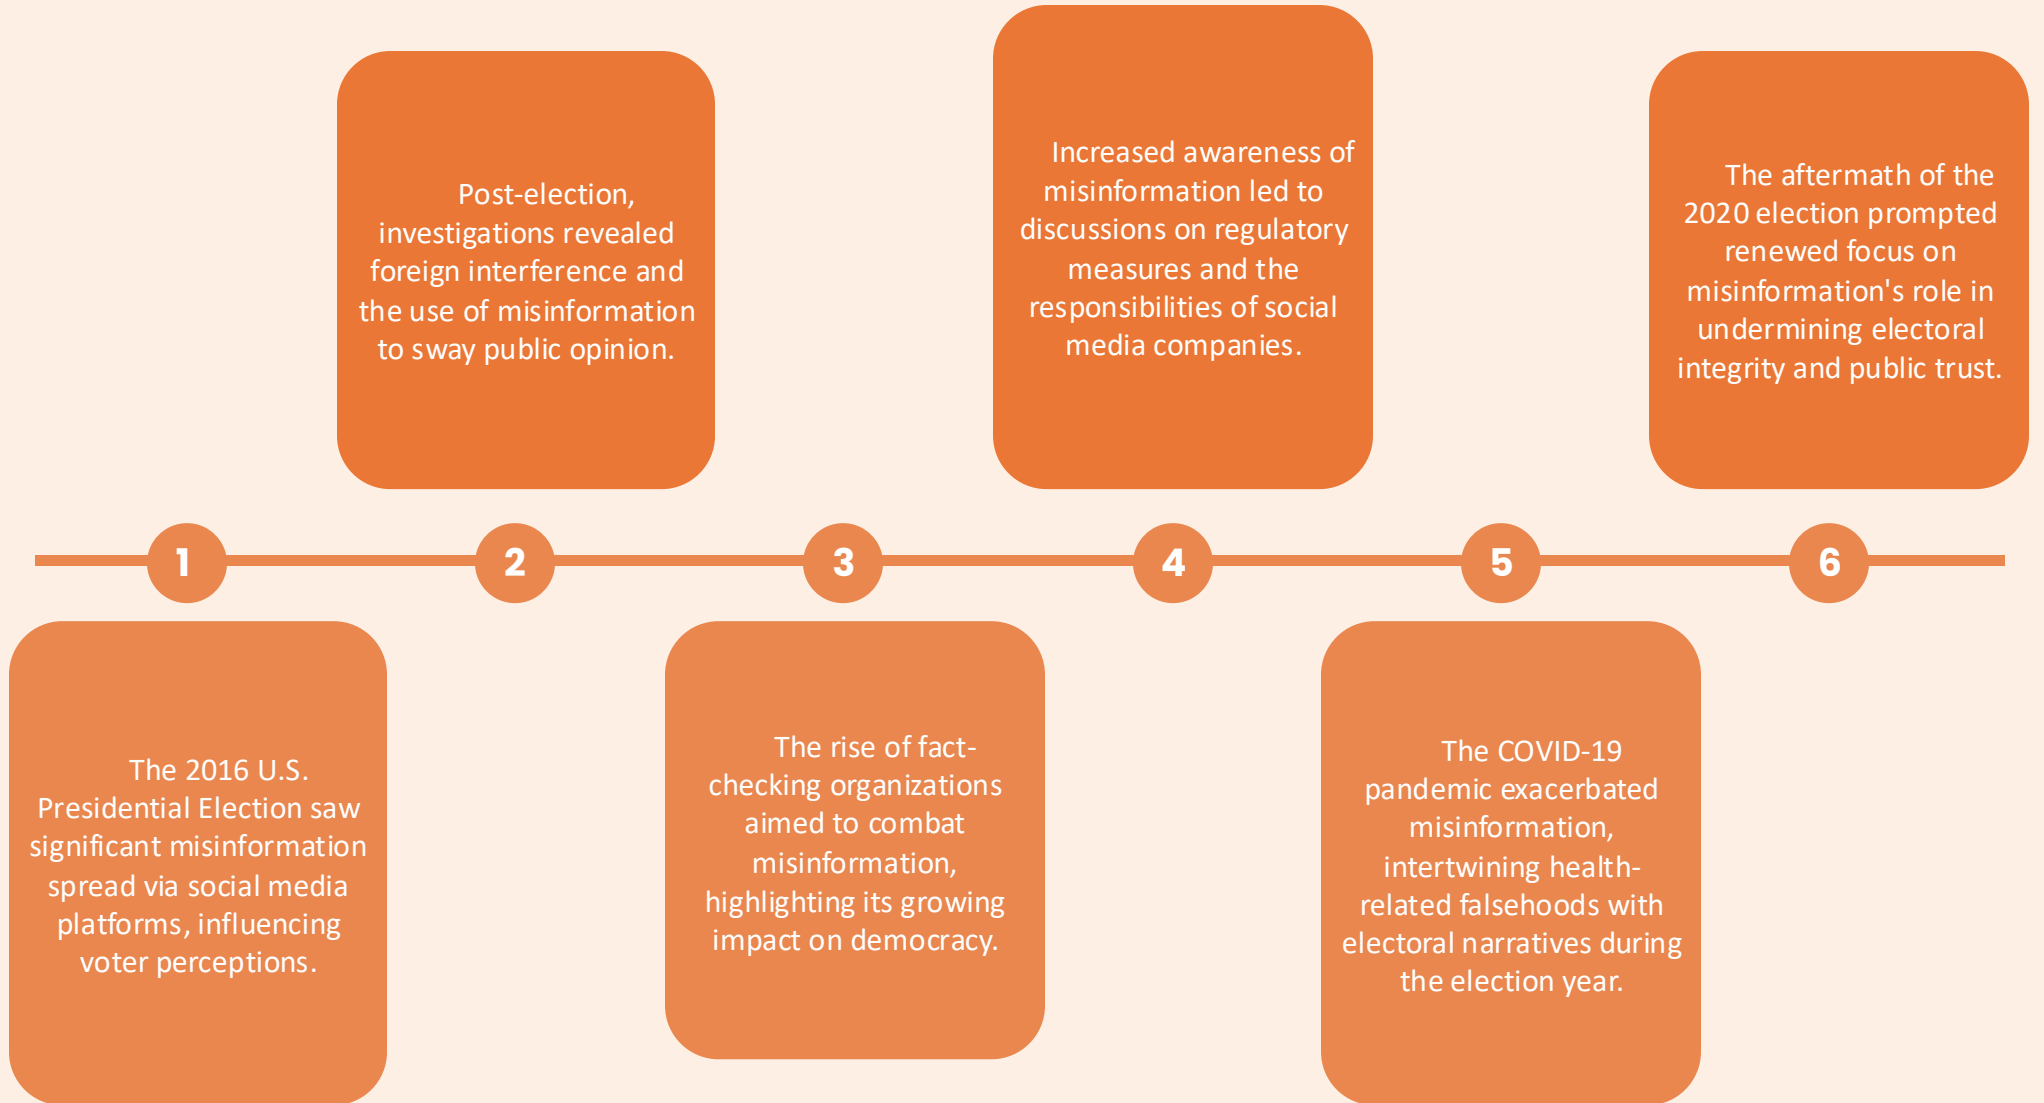 Post-election,
investigations revealed
foreign interference and
the use of misinformation
to sway public opinion.
Increased awareness of
misinformation led to
discussions on regulatory
measures and the
responsibilities of social
media companies.
The aftermath of the
2020 election prompted
renewed focus on
misinformation's role in
undermining electoral
integrity and public trust.
1
2
3
4
5
6
The 2016 U.S.
Presidential Election saw
significant misinformation
spread via social media
platforms, influencing
voter perceptions.
The rise of fact-
checking organizations
aimed to combat
misinformation,
highlighting its growing
impact on democracy.
The COVID-19
pandemic exacerbated
misinformation,
intertwining health-
related falsehoods with
electoral narratives during
the election year.